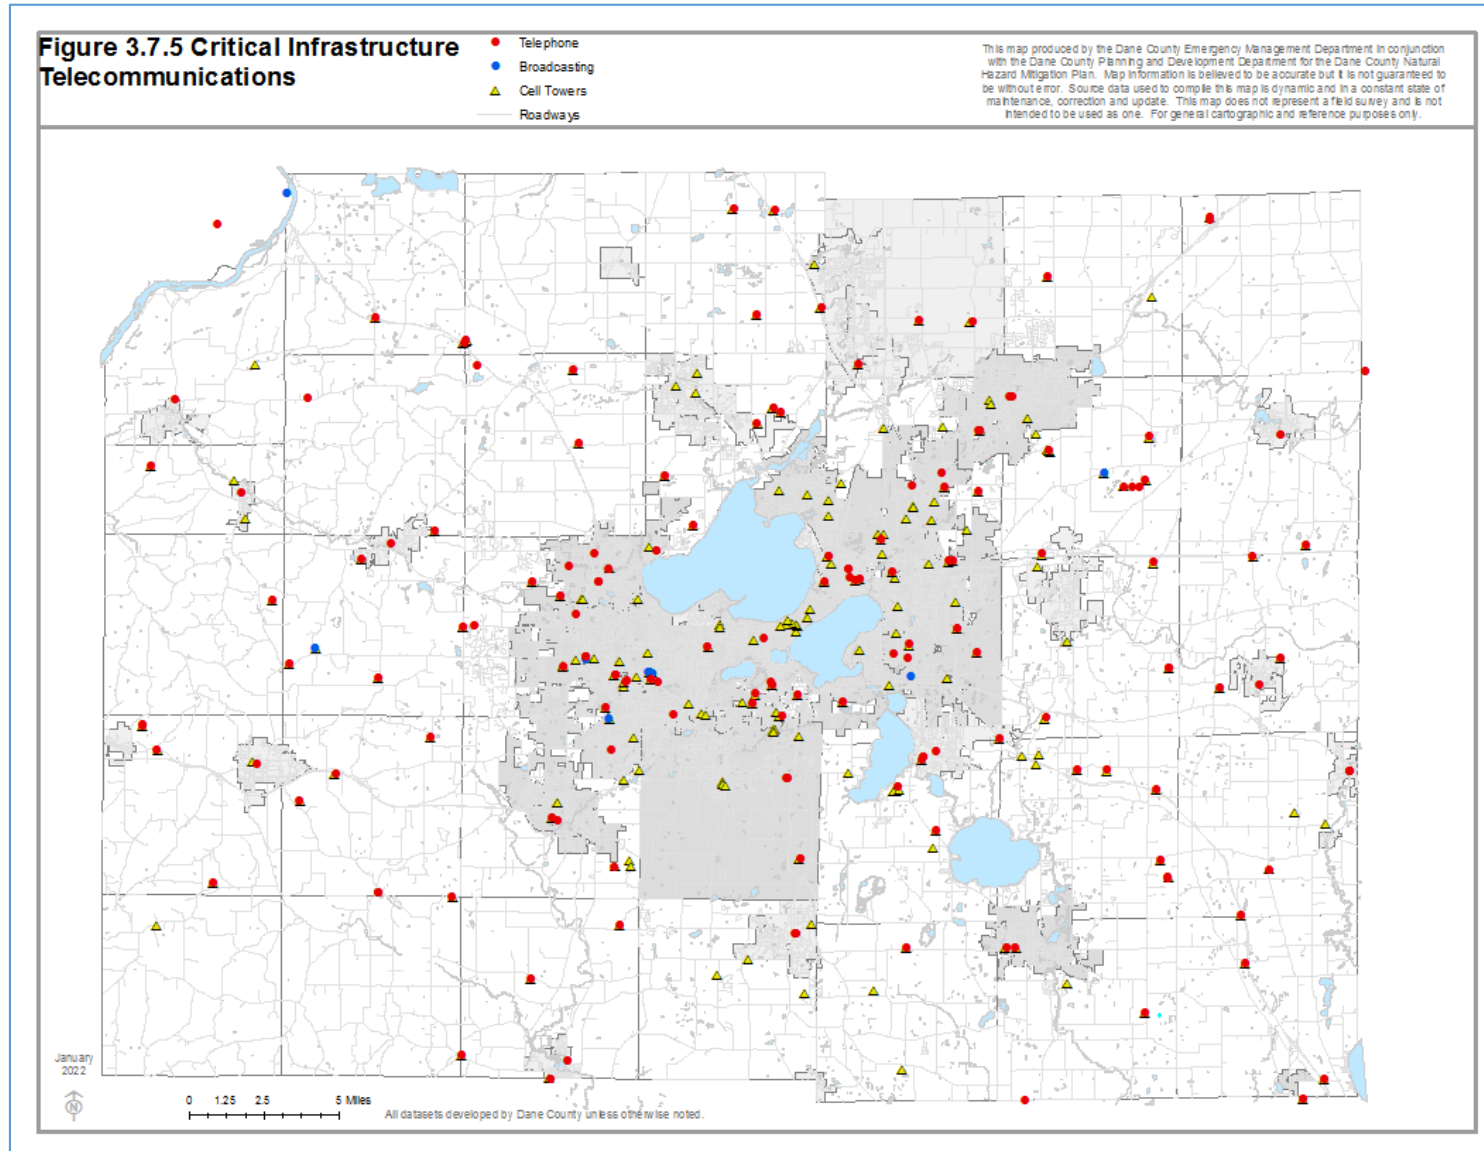 Figure 3.7.5 Critical Infrastructure
Telecommunications
Telephone
Broadcasting
Cell Towers
Roadways
This map produced by the Dane County Emergency Management Department in conjunction
with the Dane County Planning and Development Department for the Dane County Natural
Hazard Mitigation Plan. Map information is believed to be accurate but it is not guaranteed to
be without error. Source data used to compile this map is dynamic and in a constant state of
maintenance, correction and update. This map does not represent a field survey and is not
intended to be used as one. For general cartographic and reference purposes only.
January
2022
N
0 1.25 2.5 5 Miles
All datasets developed by Dane County unless otherwise noted.